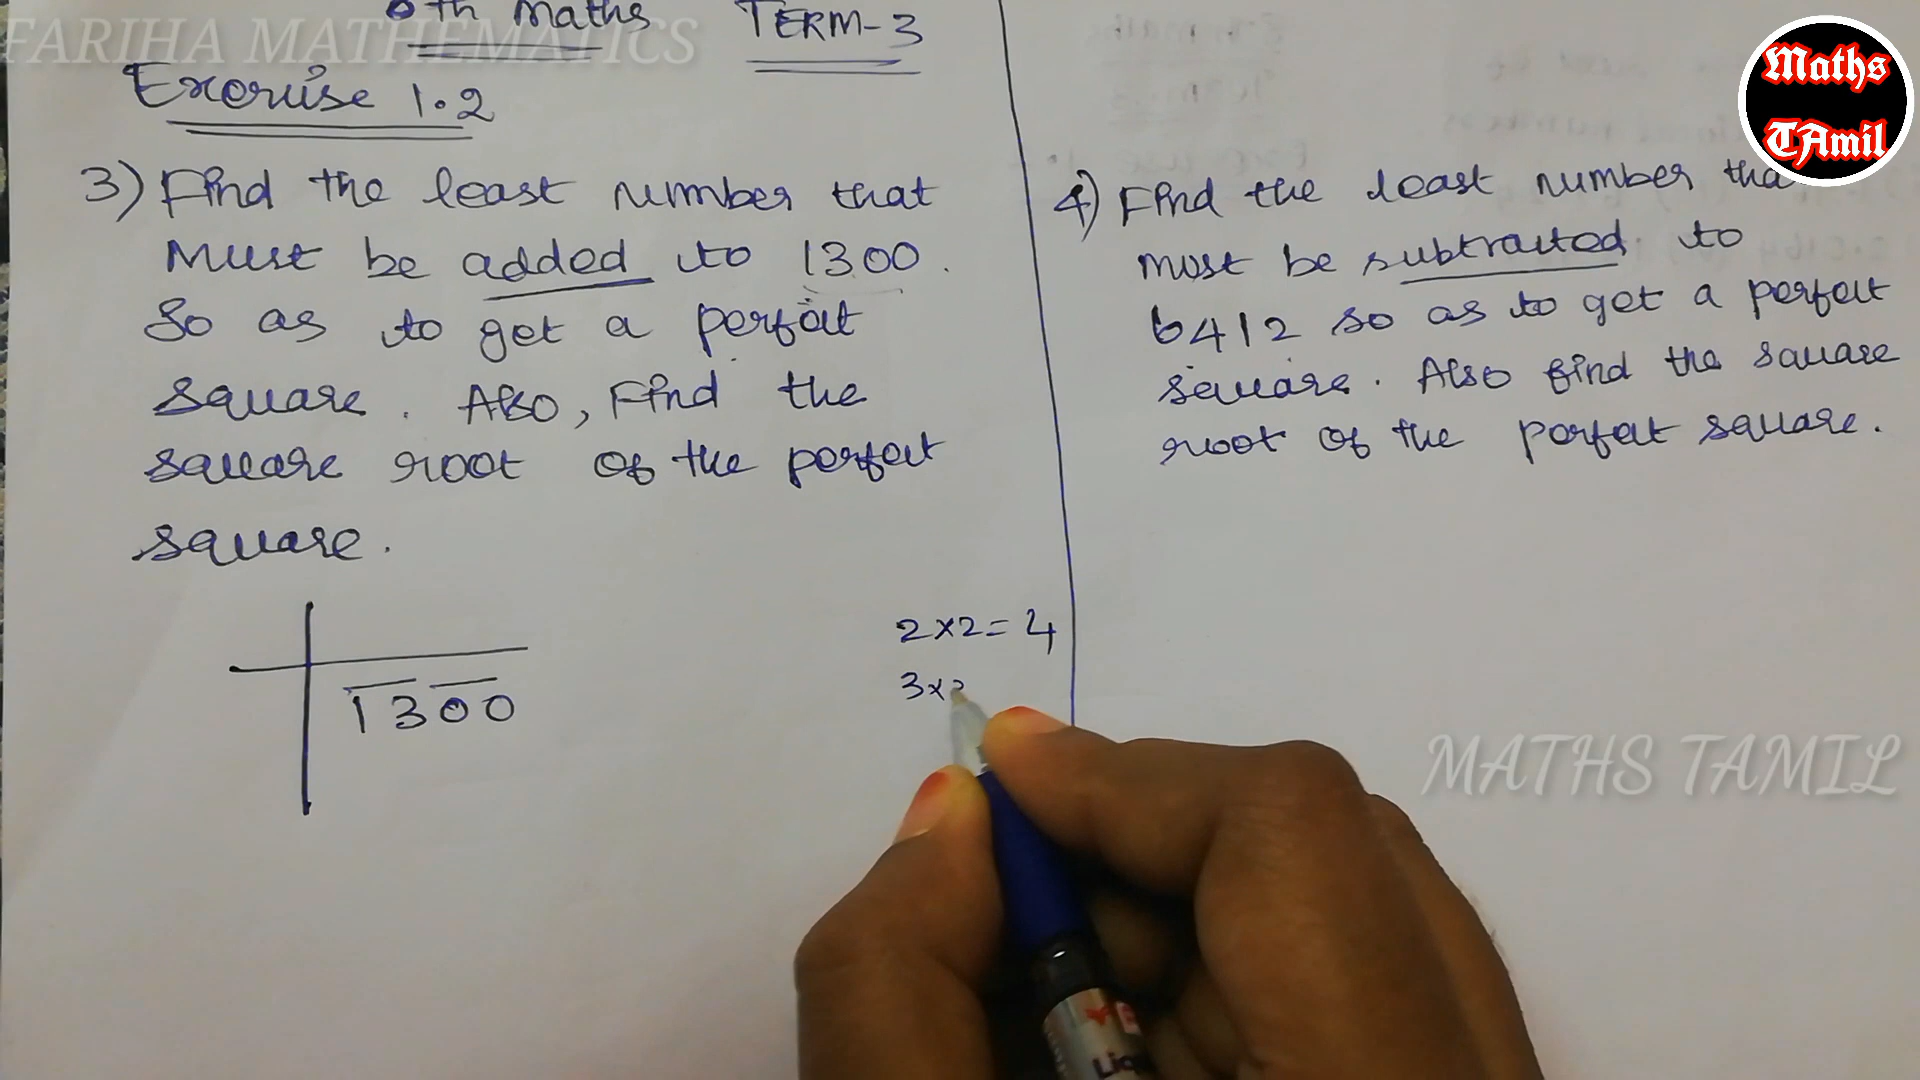 FARIHA MATHEMATICS
8th Maths TERM-3
Exercise 1.2
3) Find the least number that
Must be added to 1300.
So as to get a perfect
square. Also, Find the
square root of the perfect
square.
1300
2×2=4
3×3
4) Find the least number tha
must be subtracted to
6412 so as to get a perfect
square. Also find the square
root of the perfect square.
Maths
TAmil
MATHS TAMIL